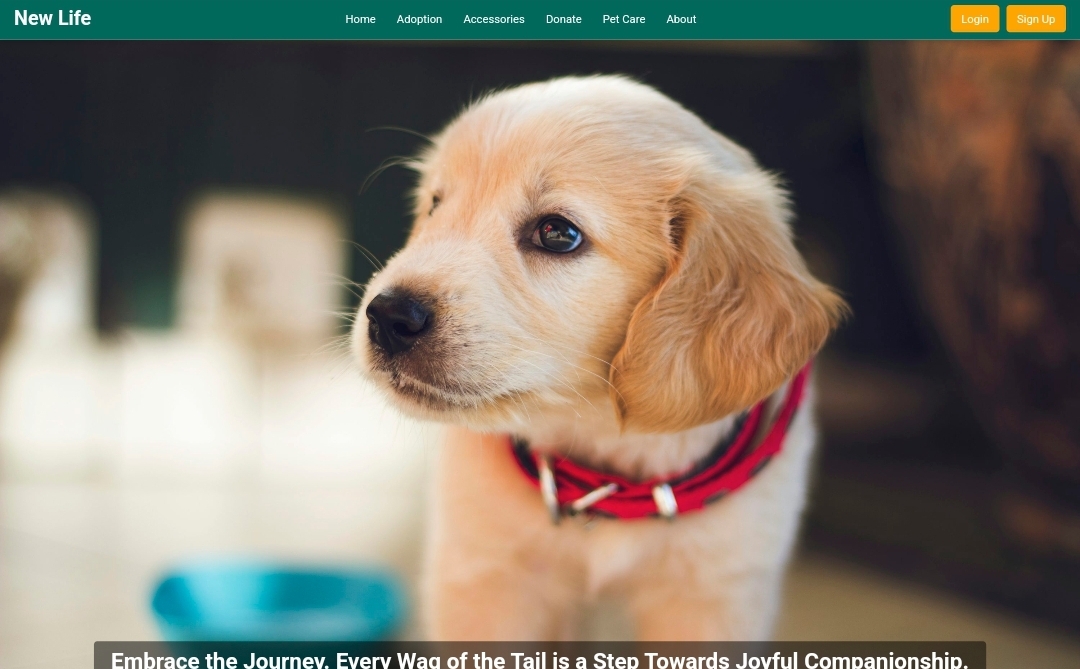 New Life
Home Adoption Accessories Donate Pet Care About
Login Sign Up
Embrace the Journey. Every Wag of the Tail is a Step Towards Joyful Companionship.